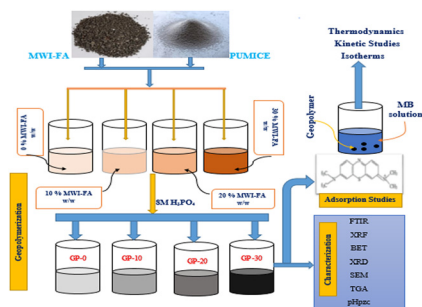 MWI-FA
PUMICE
Thermodynamics
Kinetic Studies
Isotherms
Geopolymer
MB
solution
0 % MWI-FA
w/w
10 % MWI-FA
w/w
20 % MWI-FA
w/w
30 % MWI-FA
w/w
8M H₃PO₄
Geopolymerization
GP-0
GP-10
GP-20
GP-30
Adsorption Studies
Characterization
FTIR
XRF
BET
XRD
SEM
TGA
pHpzc